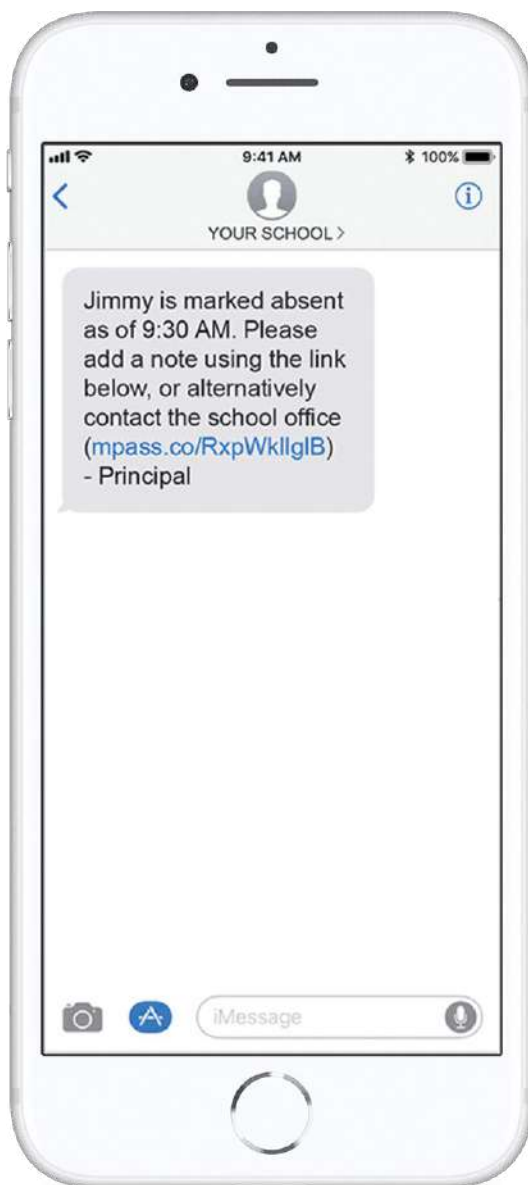 9:41 AM
100%
YOUR SCHOOL >
Jimmy is marked absent
as of 9:30 AM. Please
add a note using the link
below, or alternatively
contact the school office
(mpass.co/RxpWkllglB)
- Principal
iMessage